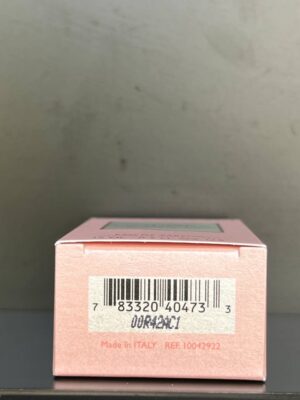 7 83320 40473 3
00R42AC1
Made in ITALY REF. 10042922